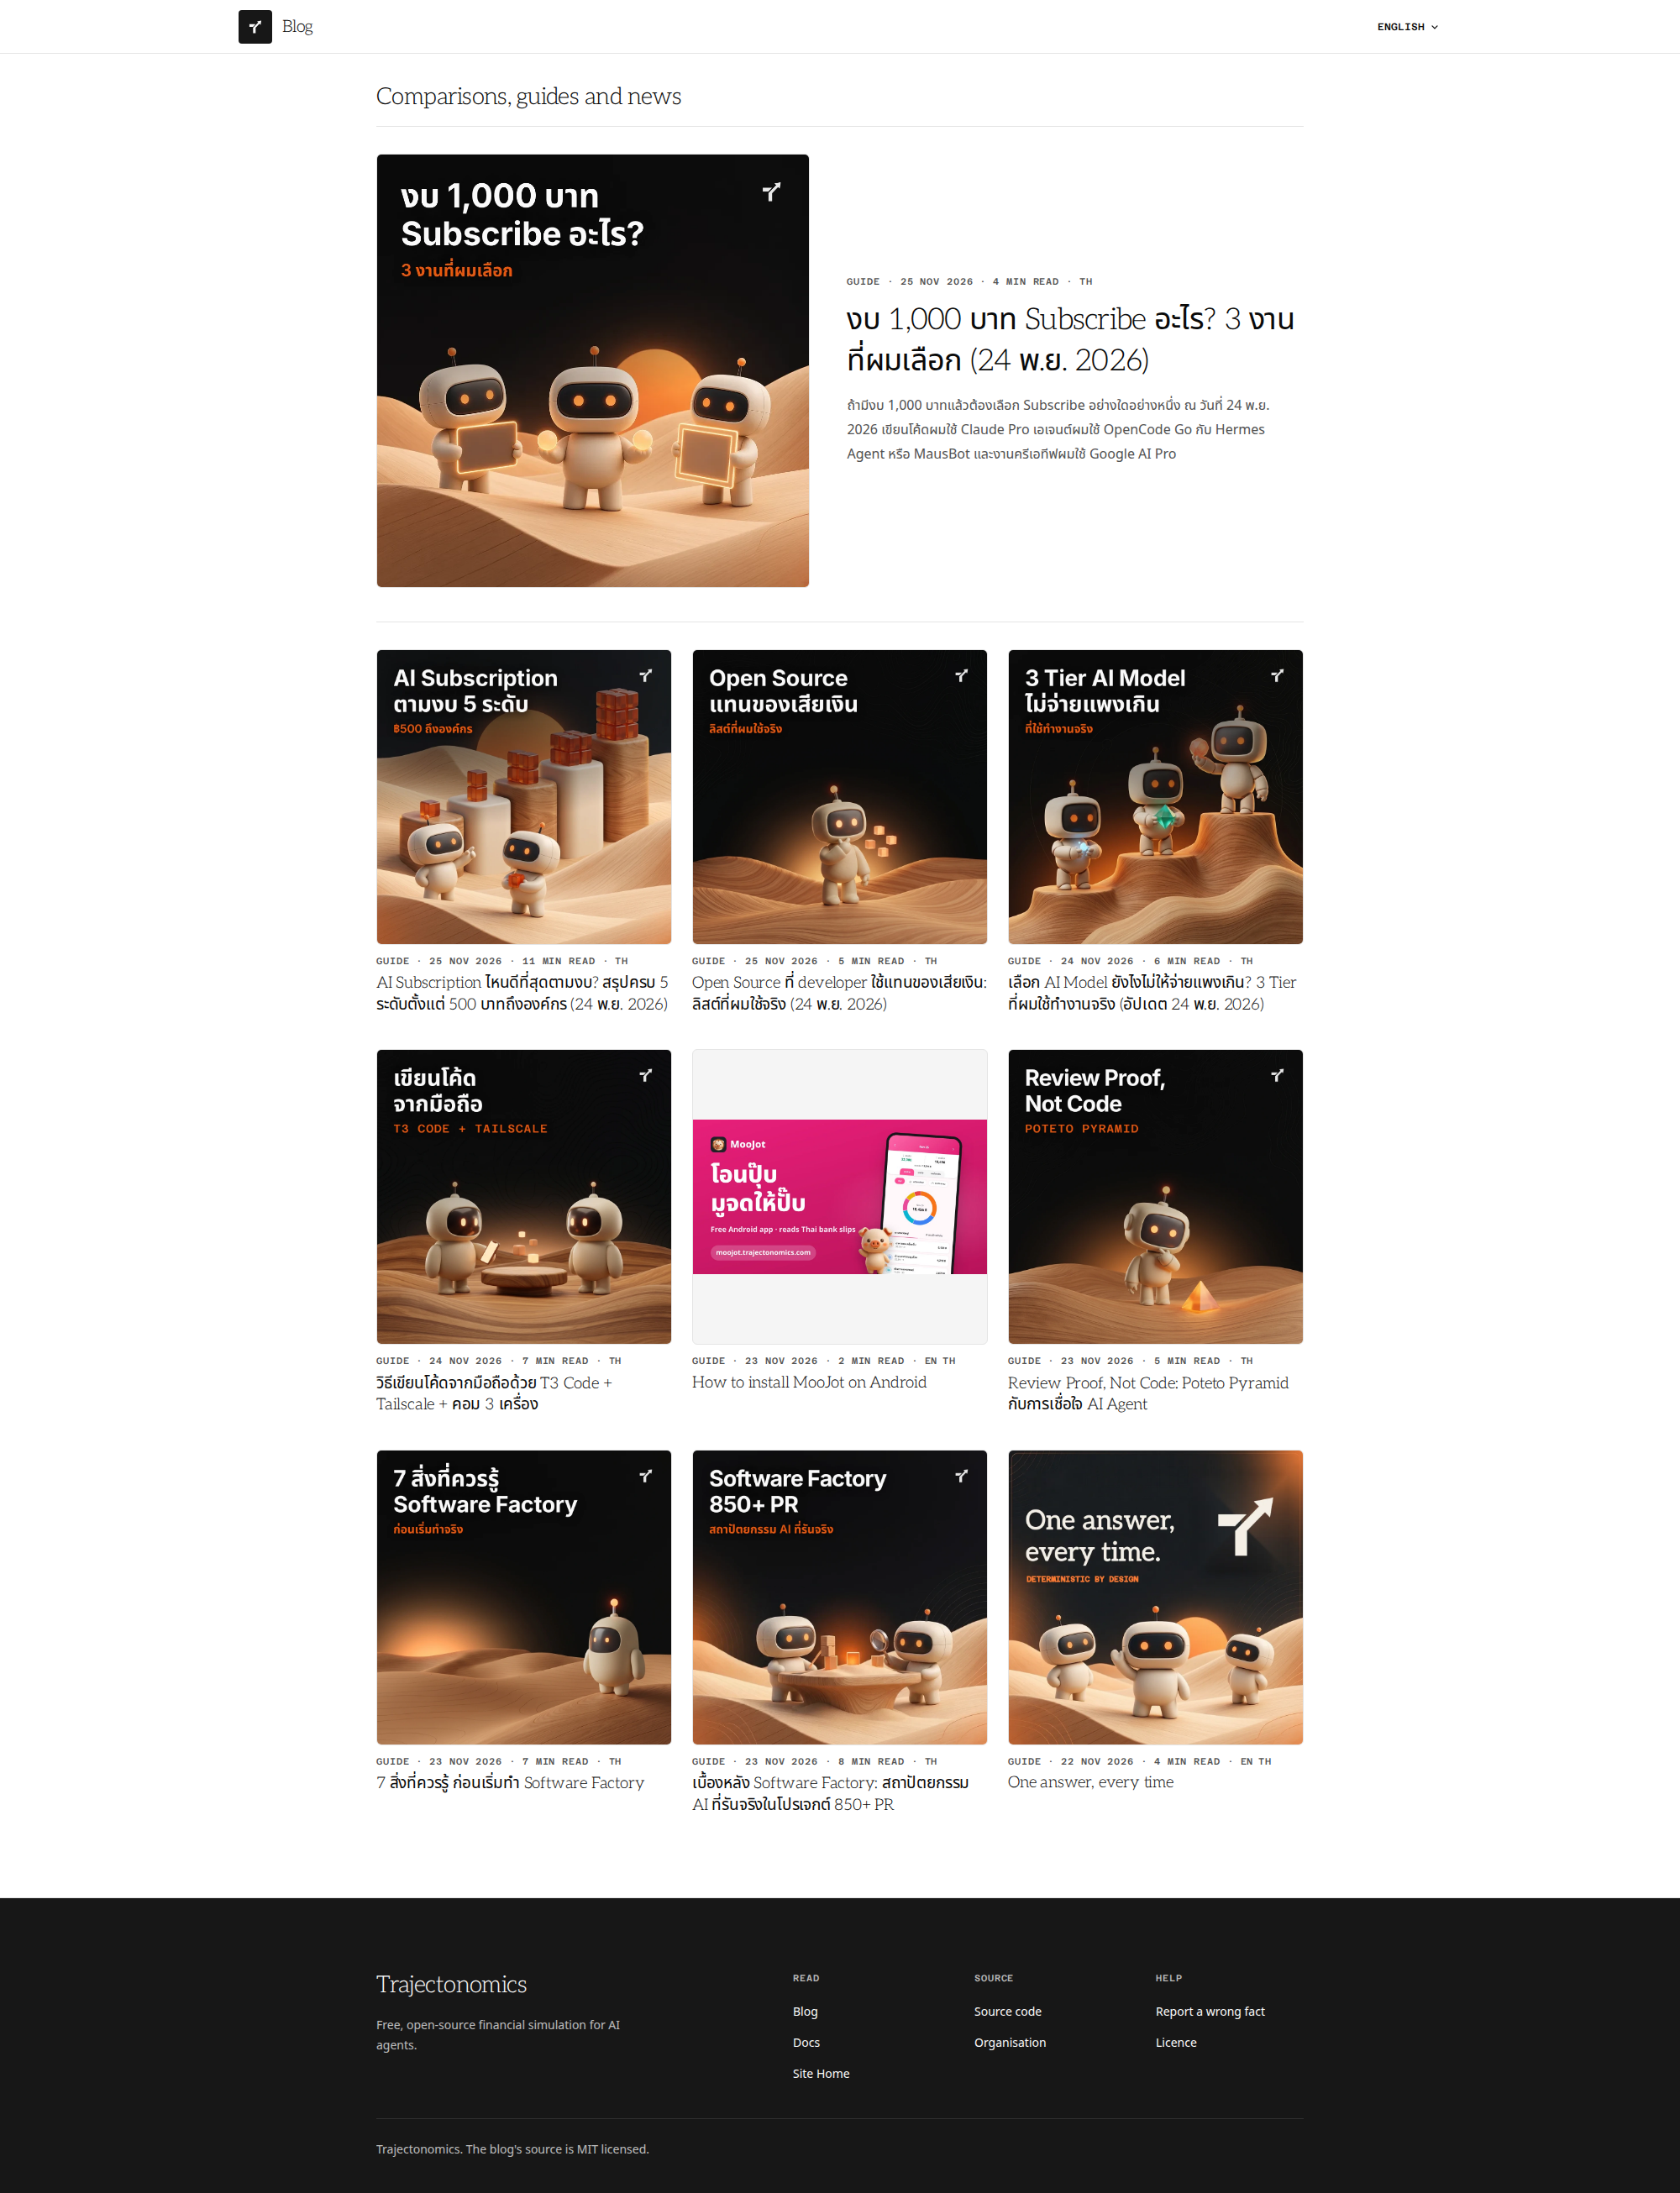 Blog
ENGLISH
Comparisons, guides and news
งบ 1,000 บาท
Subscribe อะไร?
3 งานที่ผมเลือก
GUIDE · 25 NOV 2026 · 4 MIN READ · TH
งบ 1,000 บาท Subscribe อะไร? 3 งาน
ที่ผมเลือก (24 พ.ย. 2026)
ถ้ามีงบ 1,000 บาทแล้วต้องเลือก Subscribe อย่างใดอย่างหนึ่ง ณ วันที่ 24 พ.ย.
2026 เขียนโค้ดผมใช้ Claude Pro เอเจนต์ผมใช้ OpenCode Go กับ Hermes
Agent หรือ MausBot และงานครีเอทีฟผมใช้ Google AI Pro
AI Subscription
ตามงบ 5 ระดับ
฿500 ถึงองค์กร
GUIDE · 25 NOV 2026 · 11 MIN READ · TH
AI Subscription ไหนดีที่สุดตามงบ? สรุปครบ 5
ระดับตั้งแต่ 500 บาทถึงองค์กร (24 พ.ย. 2026)
Open Source
แทนของเสียเงิน
ลิสต์ที่ผมใช้จริง
GUIDE · 25 NOV 2026 · 5 MIN READ · TH
Open Source ที่ developer ใช้แทนของเสียเงิน:
ลิสต์ที่ผมใช้จริง (24 พ.ย. 2026)
3 Tier AI Model
ไม่จ่ายแพงเกิน
ที่ใช้ทำงานจริง
GUIDE · 24 NOV 2026 · 6 MIN READ · TH
เลือก AI Model ยังไงไม่ให้จ่ายแพงเกิน? 3 Tier
ที่ผมใช้ทำงานจริง (อัปเดต 24 พ.ย. 2026)
เขียนโค้ด
จากมือถือ
T3 CODE + TAILSCALE
GUIDE · 24 NOV 2026 · 7 MIN READ · TH
วิธีเขียนโค้ดจากมือถือด้วย T3 Code +
Tailscale + คอม 3 เครื่อง
MooJot
โอนปุ๊บ
มูจดให้ปั๊บ
Free Android app · reads Thai bank slips
moojot.trajectonomics.com
GUIDE · 23 NOV 2026 · 2 MIN READ · EN TH
How to install MooJot on Android
Review Proof,
Not Code
POTETO PYRAMID
GUIDE · 23 NOV 2026 · 5 MIN READ · TH
Review Proof, Not Code: Poteto Pyramid
กับการเชื่อใจ AI Agent
7 สิ่งที่ควรรู้
Software Factory
ก่อนเริ่มทำจริง
GUIDE · 23 NOV 2026 · 7 MIN READ · TH
7 สิ่งที่ควรรู้ ก่อนเริ่มทำ Software Factory
Software Factory
850+ PR
สถาปัตยกรรม AI ที่รันจริง
GUIDE · 23 NOV 2026 · 8 MIN READ · TH
เบื้องหลัง Software Factory: สถาปัตยกรรม
AI ที่รันจริงในโปรเจกต์ 850+ PR
One answer,
every time.
DETERMINISTIC BY DESIGN
GUIDE · 22 NOV 2026 · 4 MIN READ · EN TH
One answer, every time
Trajectonomics
Free, open-source financial simulation for AI
agents.
READ
Blog
Docs
Site Home
SOURCE
Source code
Organisation
HELP
Report a wrong fact
Licence
Trajectonomics. The blog's source is MIT licensed.